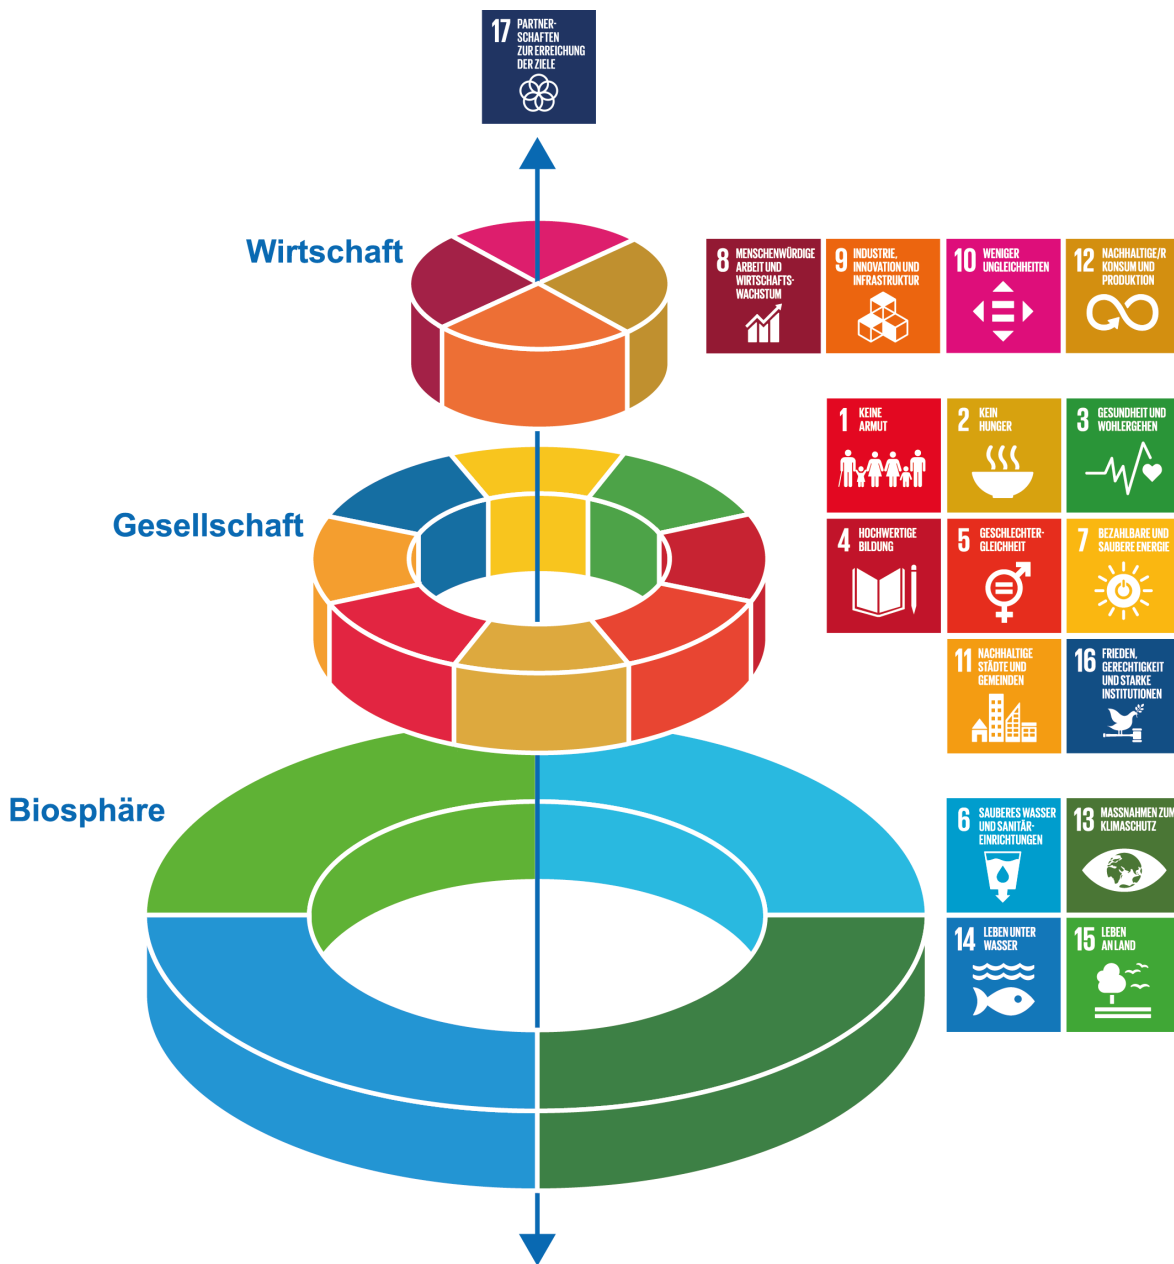 17 PARTNER-
SCHAFTEN
ZUR ERREICHUNG
DER ZIELE
Wirtschaft
8 MENSCHENWÜRDIGE
ARBEIT UND
WIRTSCHAFTS-
WACHSTUM
9 INDUSTRIE,
INNOVATION UND
INFRASTRUKTUR
10 WENIGER
UNGLEICHHEITEN
12 NACHHALTIGE/R
KONSUM UND
PRODUKTION
Gesellschaft
1 KEINE
ARMUT
2 KEIN
HUNGER
3 GESUNDHEIT UND
WOHLERGEHEN
4 HOCHWERTIGE
BILDUNG
5 GESCHLECHTER-
GLEICHHEIT
7 BEZAHLBARE UND
SAUBERE ENERGIE
11 NACHHALTIGE
STÄDTE UND
GEMEINDEN
16 FRIEDEN,
GERECHTIGKEIT
UND STARKE
INSTITUTIONEN
Biosphäre
6 SAUBERES WASSER
UND SANITÄR-
EINRICHTUNGEN
13 MASSNAHMEN ZUM
KLIMASCHUTZ
14 LEBEN UNTER
WASSER
15 LEBEN
AN LAND